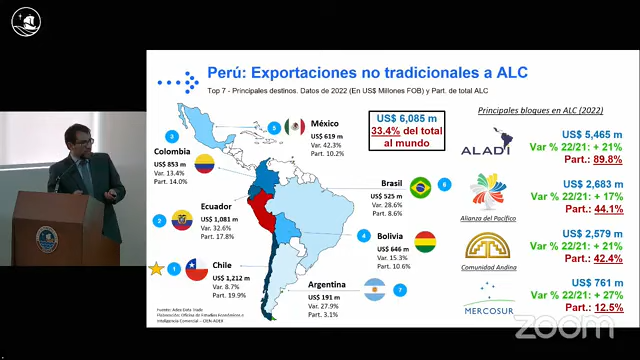 Perú: Exportaciones no tradicionales a ALC
Top 7 - Principales destinos. Datos de 2022 (En US$ Millones FOB) y Part. de total ALC
México
5
US$ 619 m
Var. 42.3%
Part. 10.2%
3
Colombia
US$ 853 m
Var. 13.4%
Part. 14.0%
Ecuador
2
US$ 1,081 m
Var. 32.6%
Part. 17.8%
Chile
1
US$ 1,212 m
Var. 8.7%
Part. 19.9%
US$ 6,085 m
33.4% del total
al mundo
Brasil
6
US$ 525 m
Var. 28.6%
Part. 8.6%
4
Bolivia
US$ 646 m
Var. 15.3%
Part. 10.6%
Argentina
7
US$ 191 m
Var. 27.9%
Part. 3.1%
Principales bloques en ALC (2022)
ALADI
US$ 5,465 m
Var % 22/21: + 21%
Part.: 89.8%
Alianza del Pacífico
US$ 2,683 m
Var % 22/21: + 17%
Part.: 44.1%
Comunidad Andina
US$ 2,579 m
Var % 22/21: + 21%
Part.: 42.4%
MERCOSUR
US$ 761 m
Var % 22/21: + 27%
Part.: 12.5%
Fuente: Adex Data Trade
Elaboración: Oficina de Estudios Económicos e
Inteligencia Comercial – CIEN-ADEX
zoom